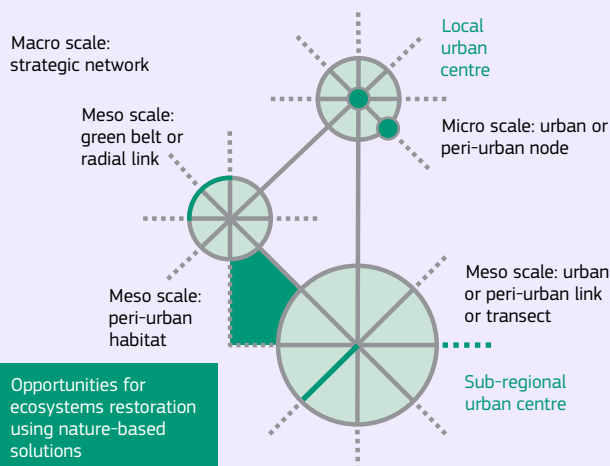 Macro scale:
strategic network
Local
urban
centre
Meso scale:
green belt or
radial link
Micro scale: urban or
peri-urban node
Meso scale:
peri-urban
habitat
Meso scale: urban
or peri-urban link
or transect
Sub-regional
urban centre
Opportunities for
ecosystems restoration
using nature-based
solutions